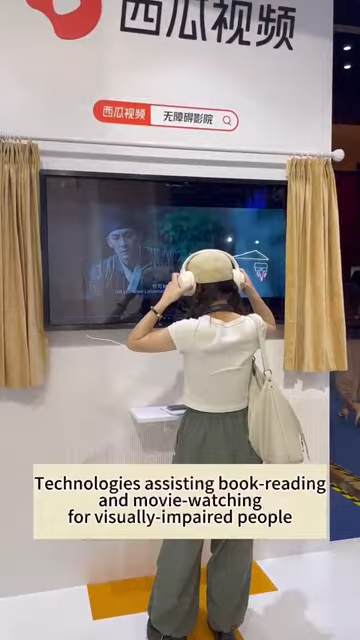 西瓜视频
西瓜视频 无障碍影院
Technologies assisting book-reading
and movie-watching
for visually-impaired people